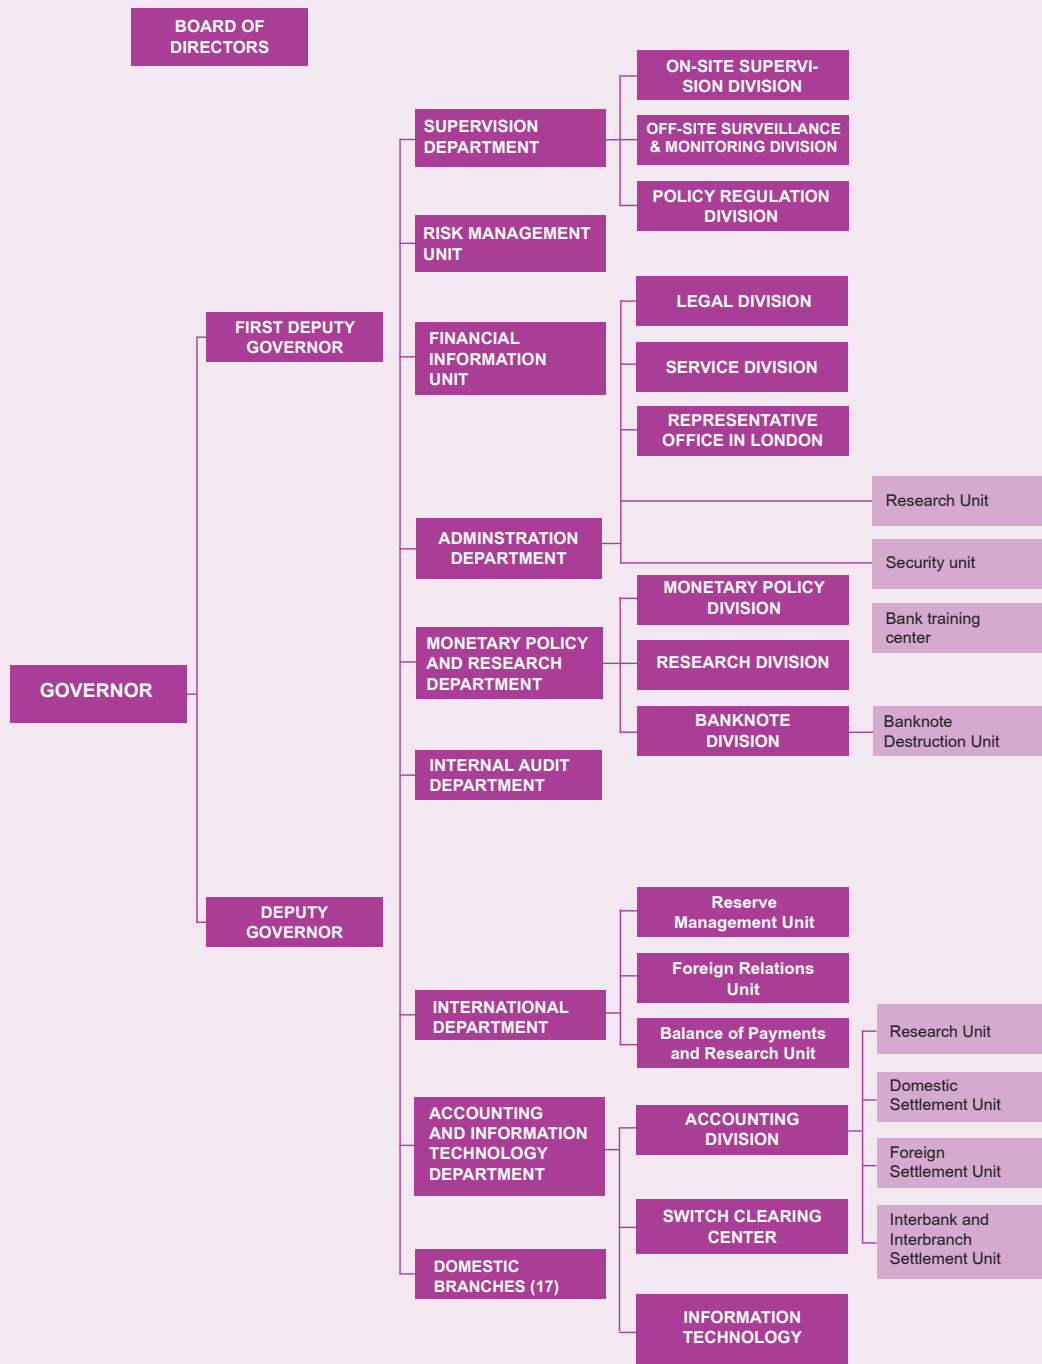 BOARD OF
DIRECTORS
ON-SITE SUPERVI-
SION DIVISION
SUPERVISION
DEPARTMENT
OFF-SITE SURVEILLANCE
& MONITORING DIVISION
POLICY REGULATION
DIVISION
RISK MANAGEMENT
UNIT
LEGAL DIVISION
FIRST DEPUTY
GOVERNOR
FINANCIAL
INFORMATION
UNIT
SERVICE DIVISION
REPRESENTATIVE
OFFICE IN LONDON
Research Unit
ADMINSTRATION
DEPARTMENT
Security unit
MONETARY POLICY
DIVISION
Bank training
center
MONETARY POLICY
AND RESEARCH
DEPARTMENT
RESEARCH DIVISION
GOVERNOR
BANKNOTE
DIVISION
Banknote
Destruction Unit
INTERNAL AUDIT
DEPARTMENT
DEPUTY
GOVERNOR
Reserve
Management Unit
Foreign Relations
Unit
INTERNATIONAL
DEPARTMENT
Balance of Payments
and Research Unit
Research Unit
Domestic
Settlement Unit
ACCOUNTING
AND INFORMATION
TECHNOLOGY
DEPARTMENT
ACCOUNTING
DIVISION
Foreign
Settlement Unit
SWITCH CLEARING
CENTER
Interbank and
Interbranch
Settlement Unit
DOMESTIC
BRANCHES (17)
INFORMATION
TECHNOLOGY